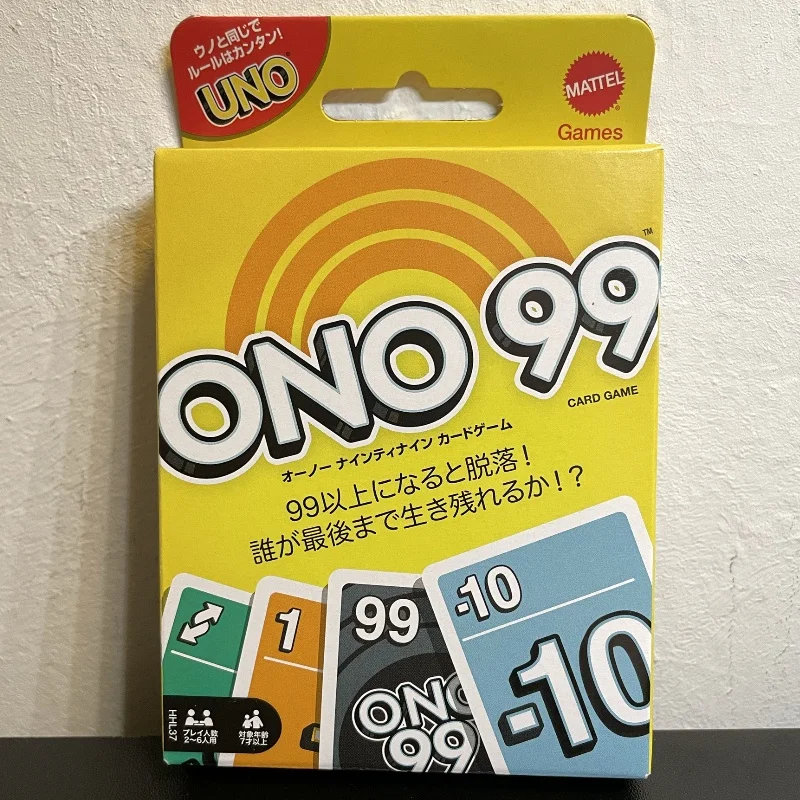 ウノと同じで
ルールはカンタン!
UNO
MATTEL
Games
ONO 99™
CARD GAME
オーノー ナインティナイン カードゲーム
99以上になると脱落!
誰が最後まで生き残れるか!?
1
99
ONO
99
-10
-10
HHL37
プレイ人数
2~6人用
対象年齢
7才以上